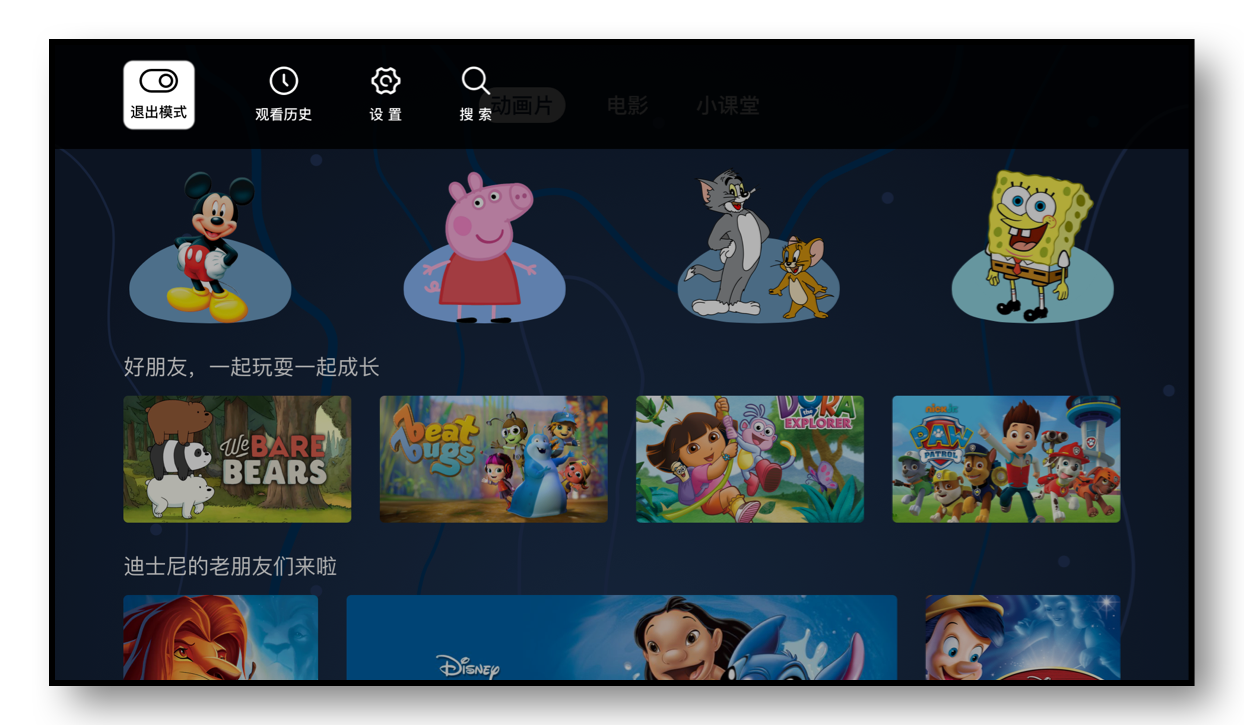 退出模式
观看历史
设 置
搜 索
动画片
电影
小课堂
好朋友，一起玩耍一起成长
We BARE
BEARS
beat
bugs
DORA
the
EXPLORER
nick jr.
PAW
PATROL
迪士尼的老朋友们来啦
DISNEY